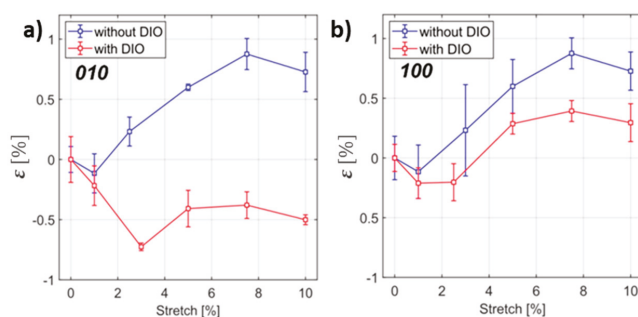 a)
without DIO
with DIO
010
1
0.5
0
-0.5
-1
ε [%]
0 2 4 6 8 10
Stretch [%]
b)
without DIO
with DIO
100
1
0.5
0
0.5
-1
ε [%]
0 2 4 6 8 10
Stretch [%]